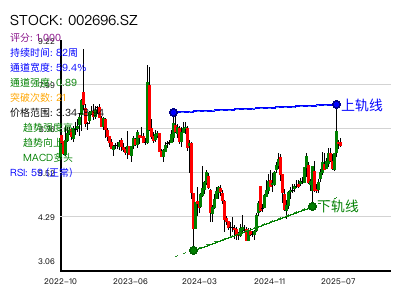 STOCK: 002696.SZ
评分: 1.000
9.22
持续时间: 82周
通道宽度: 59.4%
通道强度: 0.89
突破次数: 21
价格范围: 3.34
趋势强度
趋势向上
MACD多头
RSI: 59 (正常)
上轨线
下轨线
4.29
3.06
2022-10 2023-06 2024-03 2024-11 2025-07